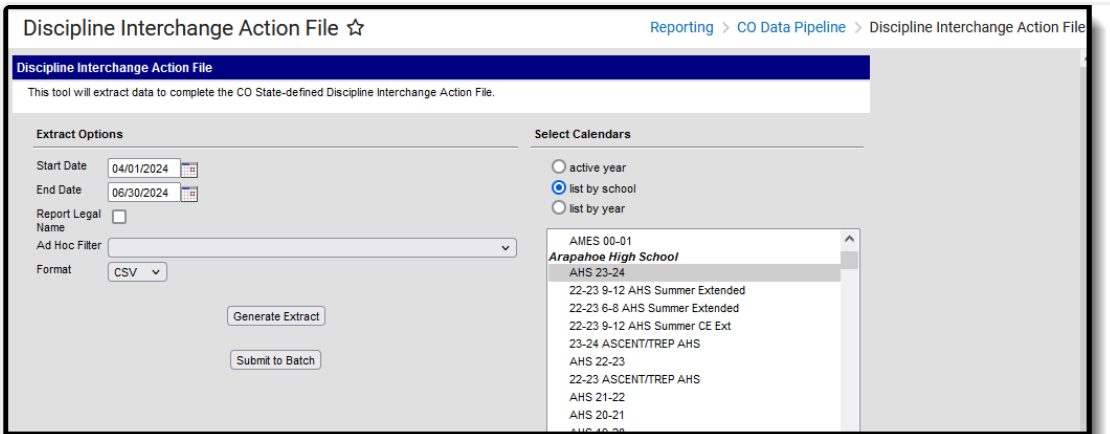 Discipline Interchange Action File ☆
Reporting > CO Data Pipeline > Discipline Interchange Action File
Discipline Interchange Action File
This tool will extract data to complete the CO State-defined Discipline Interchange Action File.
Extract Options
Start Date 04/01/2024
End Date 06/30/2024
Report Legal
Name
Ad Hoc Filter
Format CSV
Generate Extract
Submit to Batch
Select Calendars
active year
list by school
list by year
AMES 00-01
Arapahoe High School
AHS 23-24
22-23 9-12 AHS Summer Extended
22-23 6-8 AHS Summer Extended
22-23 9-12 AHS Summer CE Ext
23-24 ASCENT/TREP AHS
AHS 22-23
22-23 ASCENT/TREP AHS
AHS 21-22
AHS 20-21